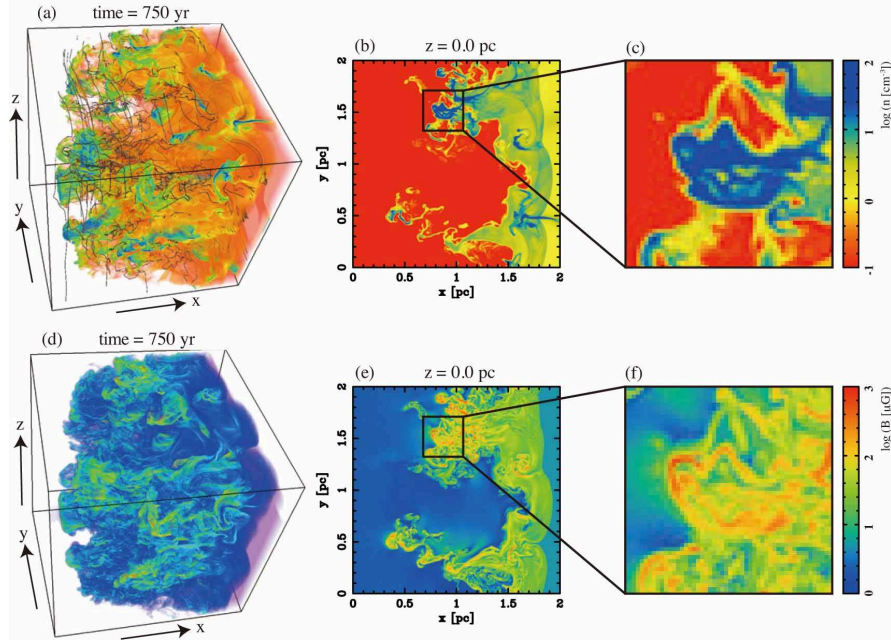 (a) time = 750 yr
z
y
x
(b) z = 0.0 pc
2
1.5
1
0.5
0
y [pc]
0 0.5 1 1.5 2
x [pc]
(c)
2
1
0
-1
log (n [cm⁻³])
(d) time = 750 yr
z
y
x
(e) z = 0.0 pc
2
1.5
1
0.5
0
y [pc]
0 0.5 1 1.5 2
x [pc]
(f)
3
2
1
0
log (B [μG])